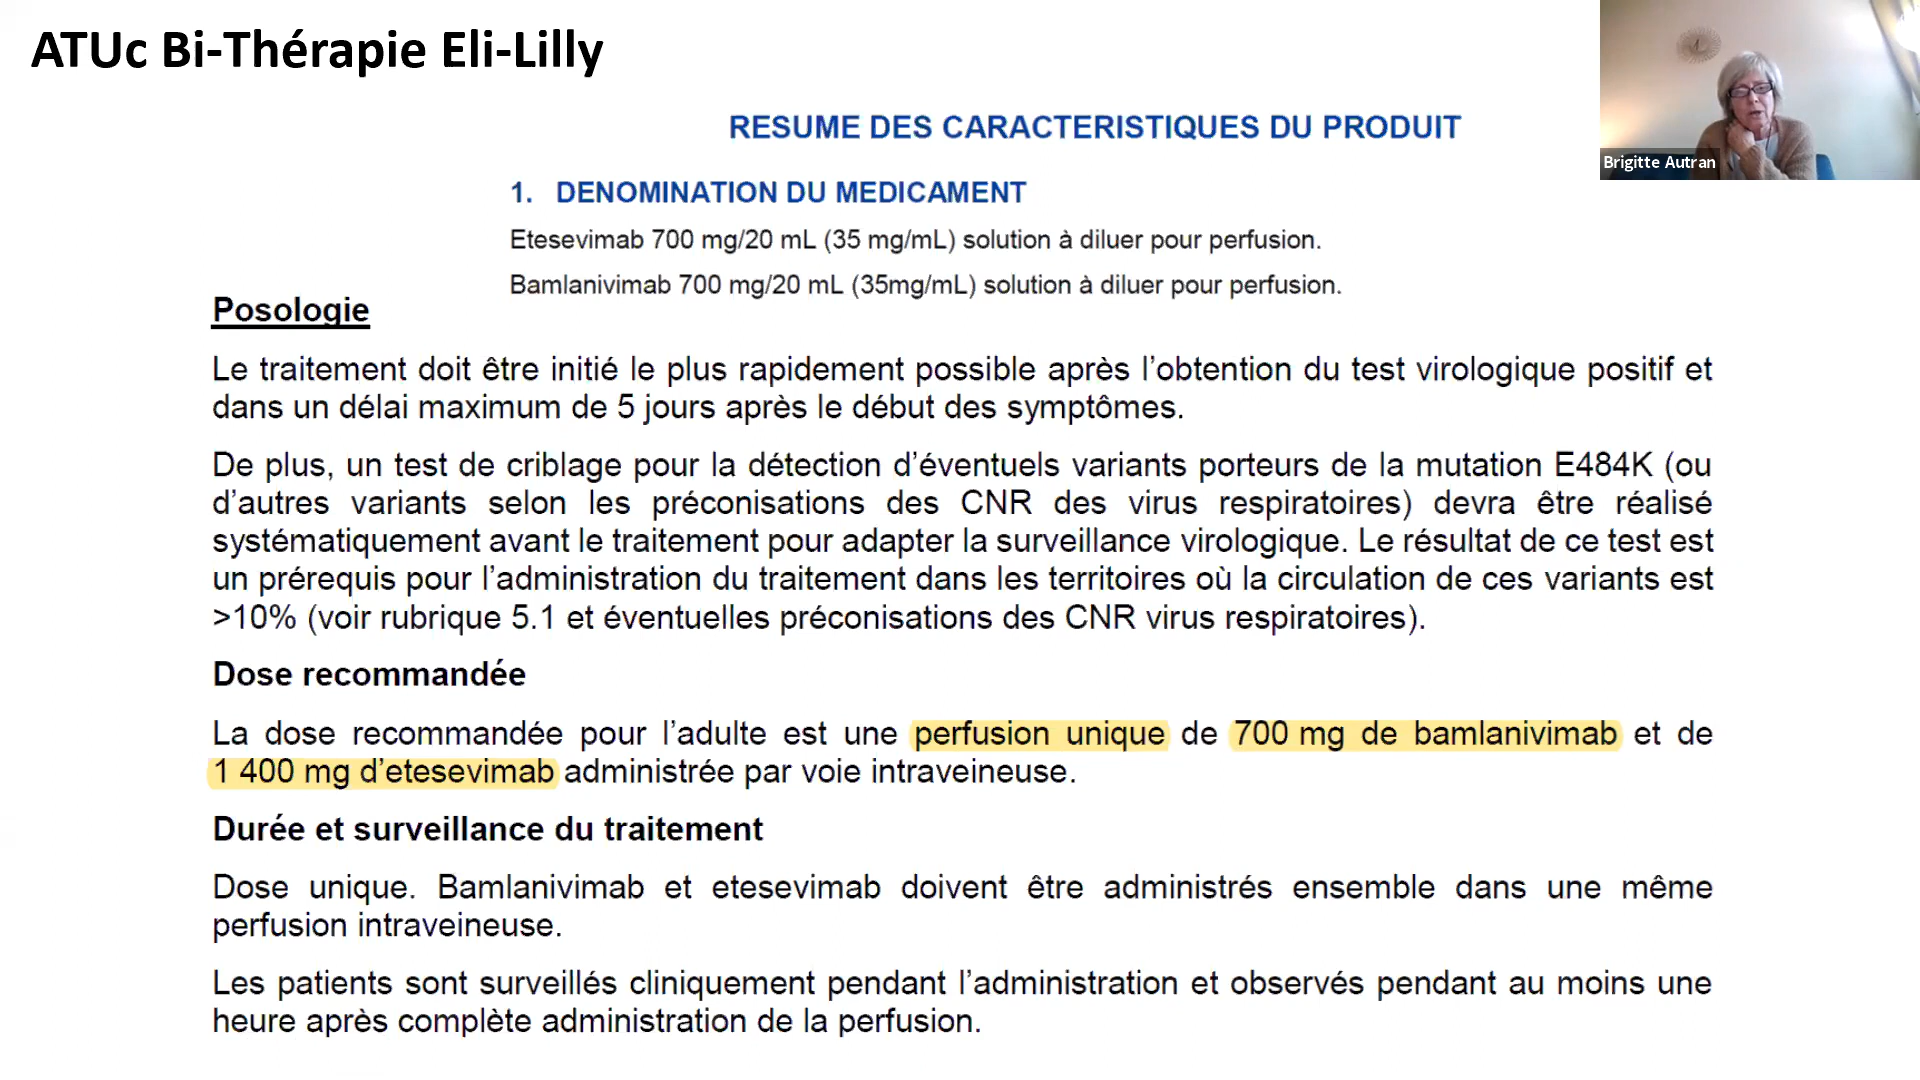 ATUc Bi-Thérapie Eli-Lilly
Brigitte Autran
RESUME DES CARACTERISTIQUES DU PRODUIT
1. DENOMINATION DU MEDICAMENT
Etesevimab 700 mg/20 mL (35 mg/mL) solution à diluer pour perfusion.
Bamlanivimab 700 mg/20 mL (35mg/mL) solution à diluer pour perfusion.
Posologie
Le traitement doit être initié le plus rapidement possible après l’obtention du test virologique positif et
dans un délai maximum de 5 jours après le début des symptômes.
De plus, un test de criblage pour la détection d’éventuels variants porteurs de la mutation E484K (ou
d’autres variants selon les préconisations des CNR des virus respiratoires) devra être réalisé
systématiquement avant le traitement pour adapter la surveillance virologique. Le résultat de ce test est
un prérequis pour l’administration du traitement dans les territoires où la circulation de ces variants est
>10% (voir rubrique 5.1 et éventuelles préconisations des CNR virus respiratoires).
Dose recommandée
La dose recommandée pour l’adulte est une perfusion unique de 700 mg de bamlanivimab et de
1 400 mg d’etesevimab administrée par voie intraveineuse.
Durée et surveillance du traitement
Dose unique. Bamlanivimab et etesevimab doivent être administrés ensemble dans une même
perfusion intraveineuse.
Les patients sont surveillés cliniquement pendant l’administration et observés pendant au moins une
heure après complète administration de la perfusion.